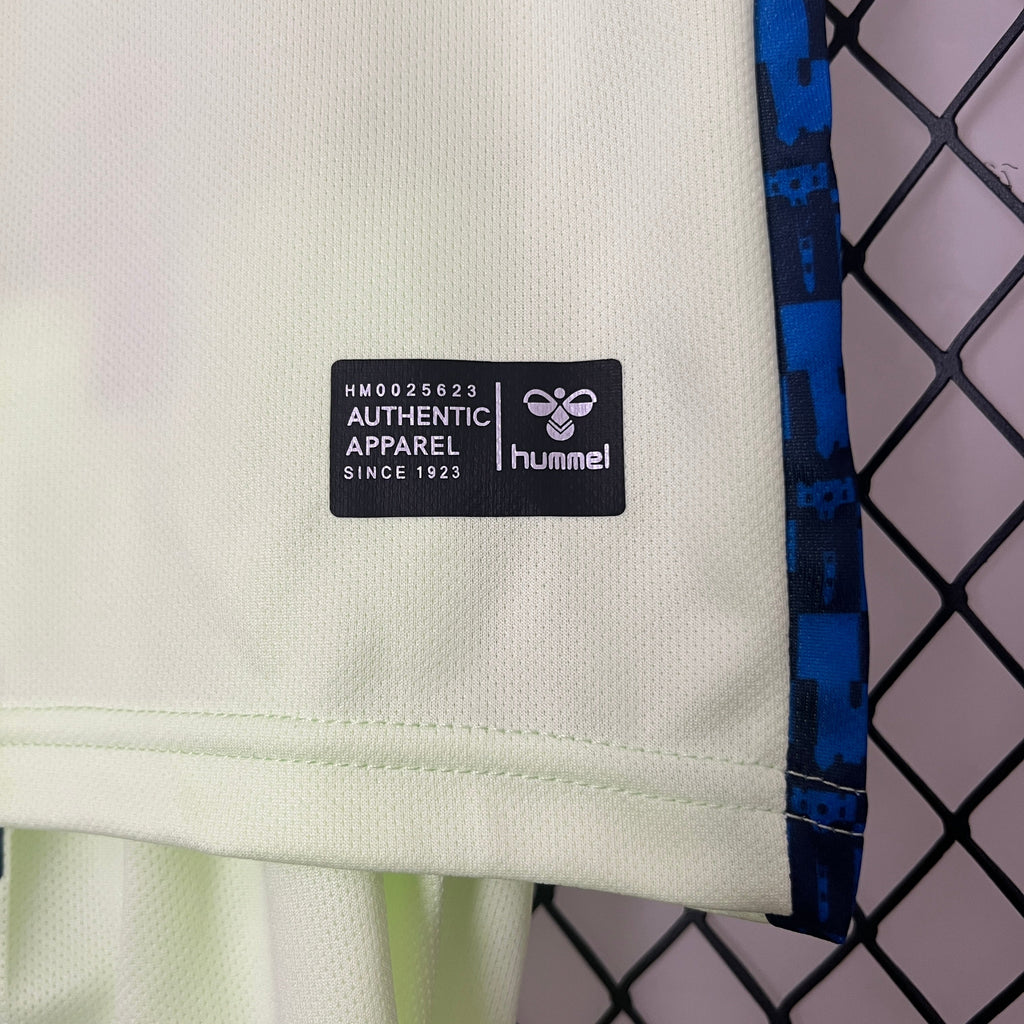 HM0025623
AUTHENTIC
APPAREL
SINCE 1923
hummel